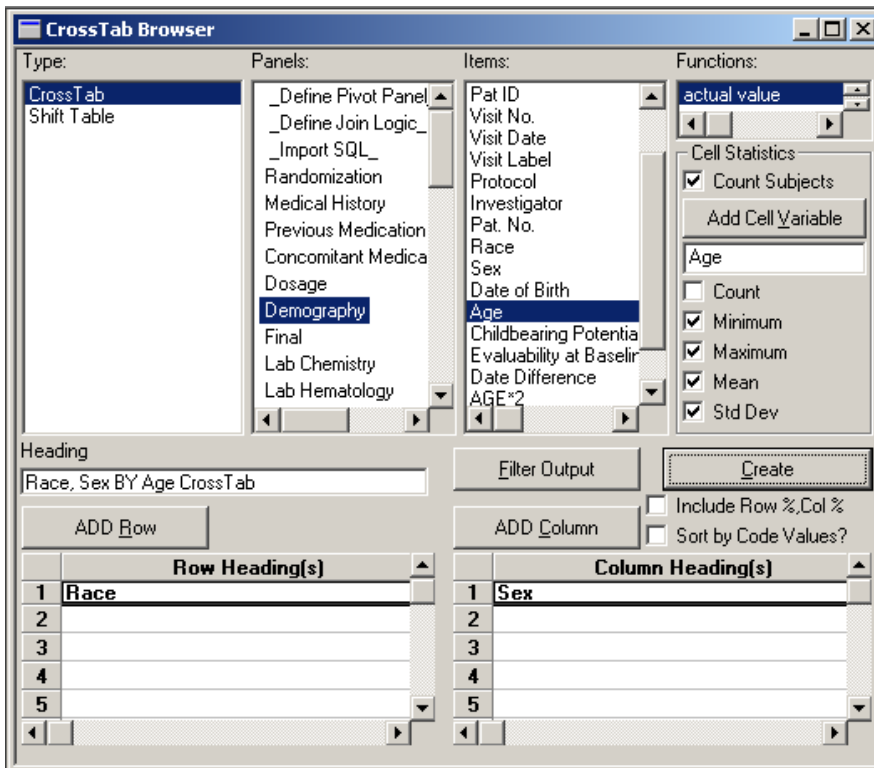 CrossTab Browser
Type:
Panels:
Items:
Functions:
CrossTab
Shift Table
_Define Pivot Panel
_Define Join Logic_
_Import SQL_
Randomization
Medical History
Previous Medication
Concomitant Medica
Dosage
Demography
Final
Lab Chemistry
Lab Hematology
Pat ID
Visit No.
Visit Date
Visit Label
Protocol
Investigator
Pat. No.
Race
Sex
Date of Birth
Age
Childbearing Potentia
Evaluability at Baselin
Date Difference
AGE*2
actual value
Cell Statistics
Count Subjects
Add Cell Variable
Age
Count
Minimum
Maximum
Mean
Std Dev
Heading
Race, Sex BY Age CrossTab
Filter Output
Create
Include Row %,Col %
Sort by Code Values?
ADD Row
ADD Column
Row Heading(s)
1 Race
2
3
4
5
Column Heading(s)
1 Sex
2
3
4
5